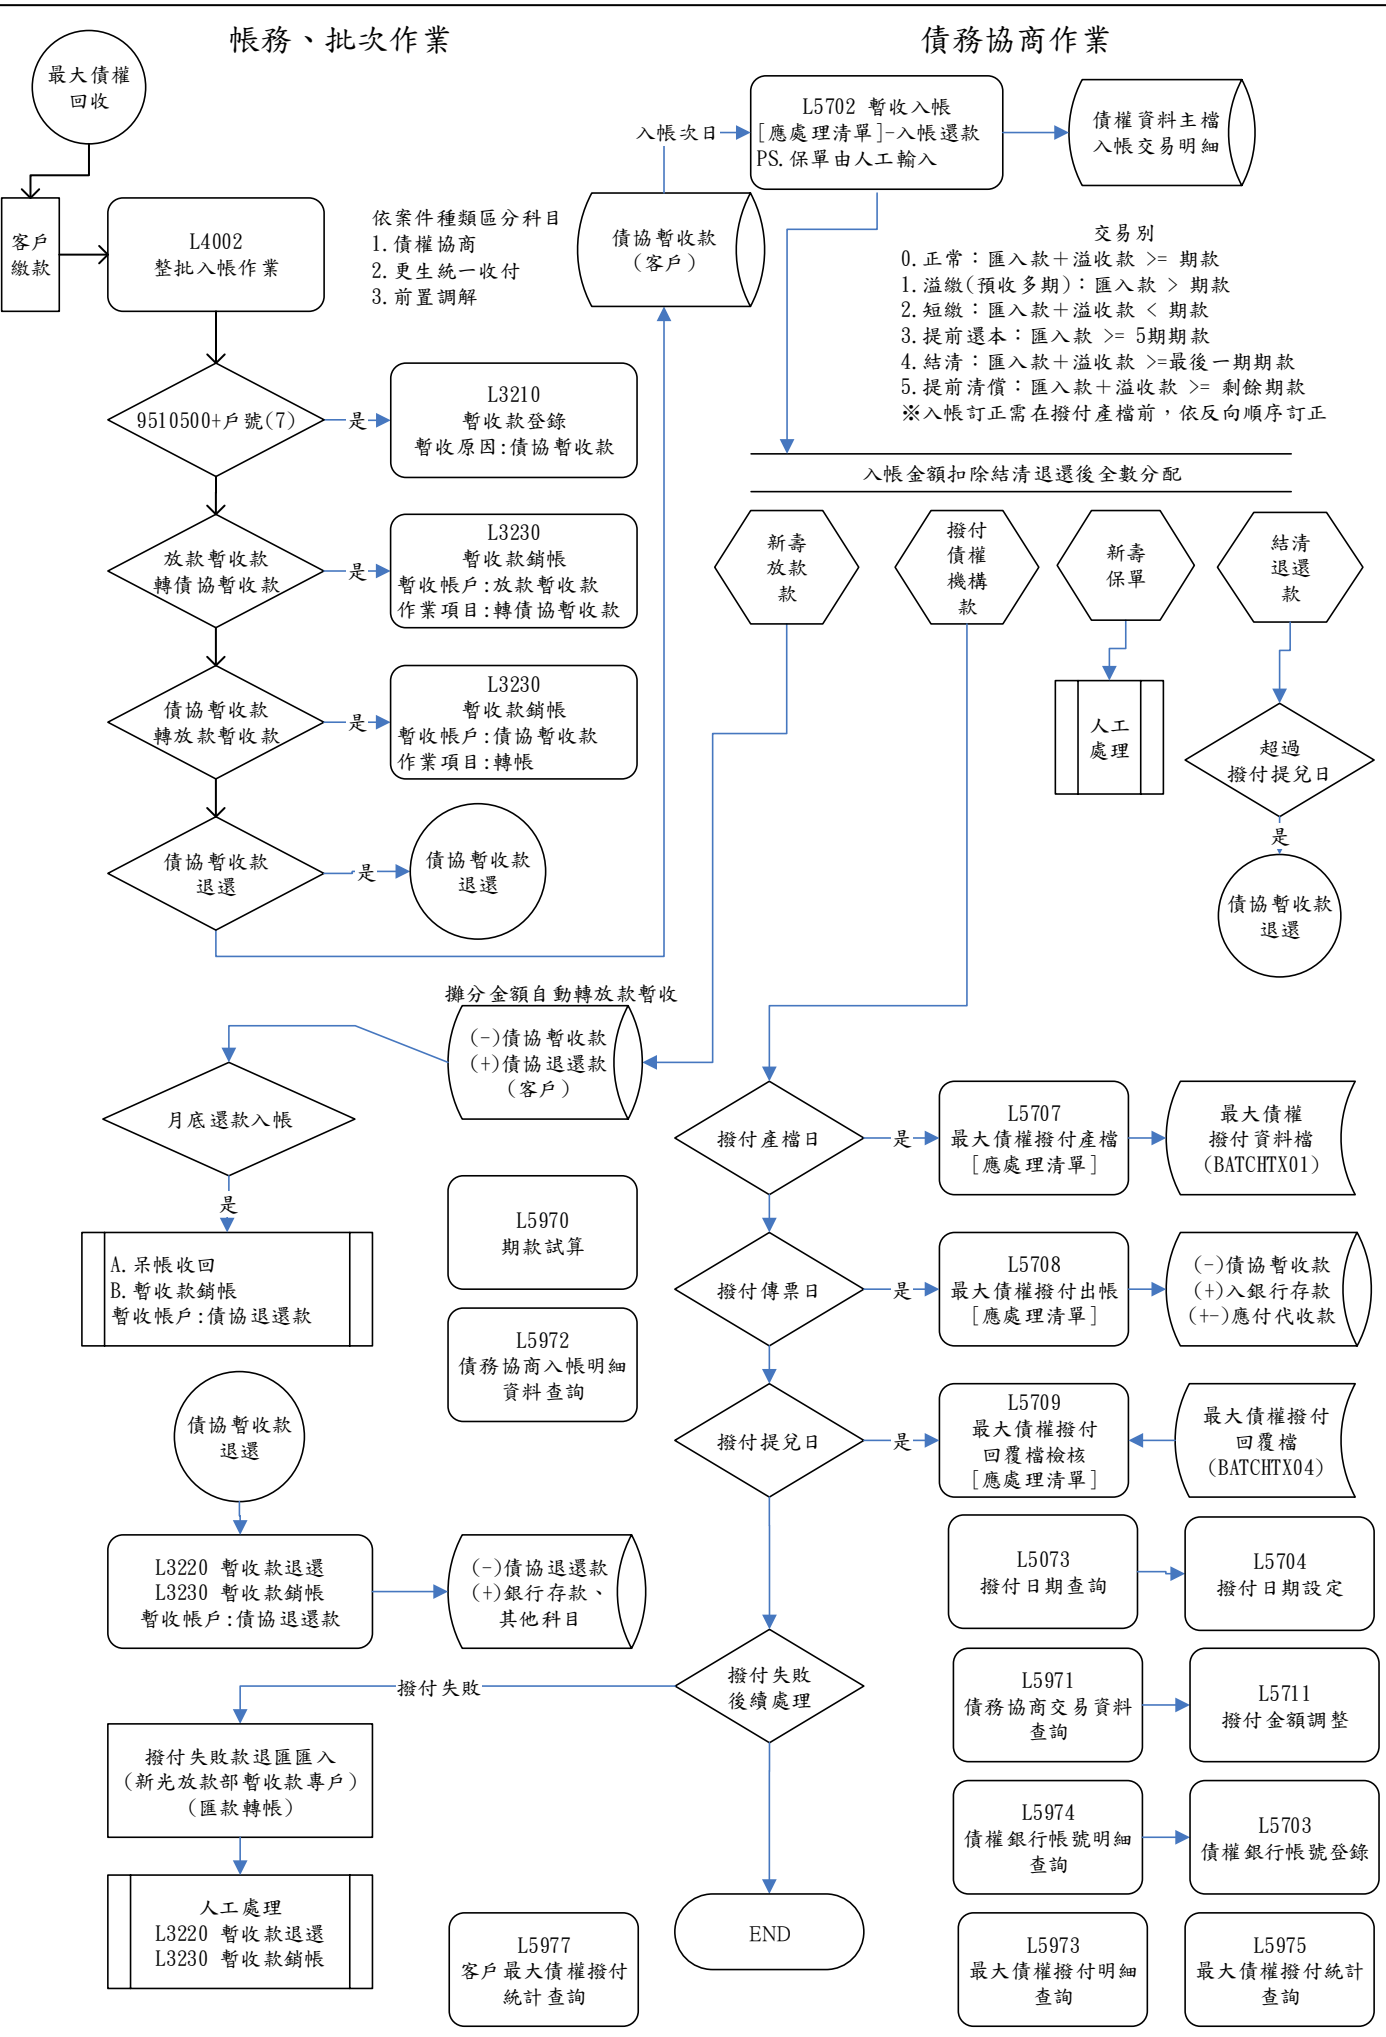 帳務、批次作業
債務協商作業
最大債權
回收
客戶
繳款
L4002
整批入帳作業
依案件種類區分科目
1.債權協商
2.更生統一收付
3.前置調解
入帳次日
L5702 暫收入帳
[應處理清單]-入帳還款
PS.保單由人工輸入
債權資料主檔
入帳交易明細
債協暫收款
(客戶)
交易別
0.正常：匯入款＋溢收款 >= 期款
1.溢繳(預收多期)：匯入款 > 期款
2.短繳：匯入款＋溢收款 < 期款
3.提前還本：匯入款 >= 5期期款
4.結清：匯入款＋溢收款 >=最後一期期款
5.提前清償：匯入款＋溢收款 >= 剩餘期款
※入帳訂正需在撥付產檔前，依反向順序訂正
9510500+戶號(7)
是
L3210
暫收款登錄
暫收原因:債協暫收款
放款暫收款
轉債協暫收款
是
L3230
暫收款銷帳
暫收帳戶:放款暫收款
作業項目:轉債協暫收款
債協暫收款
轉放款暫收款
是
L3230
暫收款銷帳
暫收帳戶:債協暫收款
作業項目:轉帳
債協暫收款
退還
是
債協暫收款
退還
入帳金額扣除結清退還後全數分配
新壽
放款
款
撥付
債權
機構
款
新壽
保單
結清
退還
款
人工
處理
超過
撥付提兌日
是
債協暫收款
退還
攤分金額自動轉放款暫收
(-)債協暫收款
(+)債協退還款
(客戶)
月底還款入帳
是
A.呆帳收回
B.暫收款銷帳
暫收帳戶:債協退還款
撥付產檔日
是
L5707
最大債權撥付產檔
[應處理清單]
最大債權
撥付資料檔
(BATCHTX01)
L5970
期款試算
撥付傳票日
是
L5708
最大債權撥付出帳
[應處理清單]
(-)債協暫收款
(+)入銀行存款
(+-)應付代收款
L5972
債務協商入帳明細
資料查詢
撥付提兌日
是
L5709
最大債權撥付
回覆檔檢核
[應處理清單]
最大債權撥付
回覆檔
(BATCHTX04)
債協暫收款
退還
L3220 暫收款退還
L3230 暫收款銷帳
暫收帳戶:債協退還款
(-)債協退還款
(+)銀行存款、
其他科目
L5073
撥付日期查詢
L5704
撥付日期設定
撥付失敗
後續處理
撥付失敗
L5971
債務協商交易資料
查詢
L5711
撥付金額調整
撥付失敗款退匯匯入
(新光放款部暫收款專戶)
(匯款轉帳)
L5974
債權銀行帳號明細
查詢
L5703
債權銀行帳號登錄
人工處理
L3220 暫收款退還
L3230 暫收款銷帳
L5977
客戶最大債權撥付
統計查詢
END
L5973
最大債權撥付明細
查詢
L5975
最大債權撥付統計
查詢